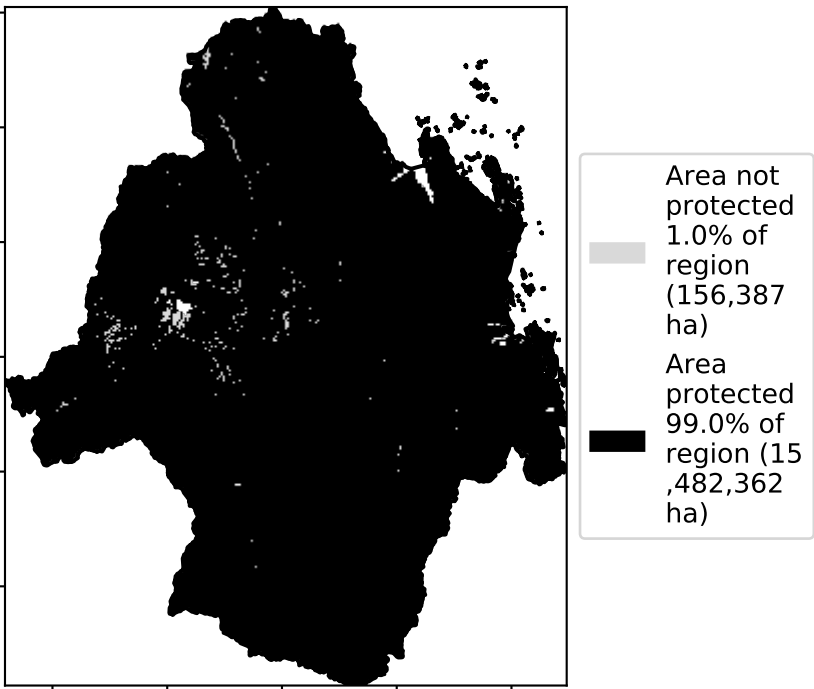 Area not
protected
1.0% of
region
(156,387
ha)
Area
protected
99.0% of
region (15
,482,362
ha)